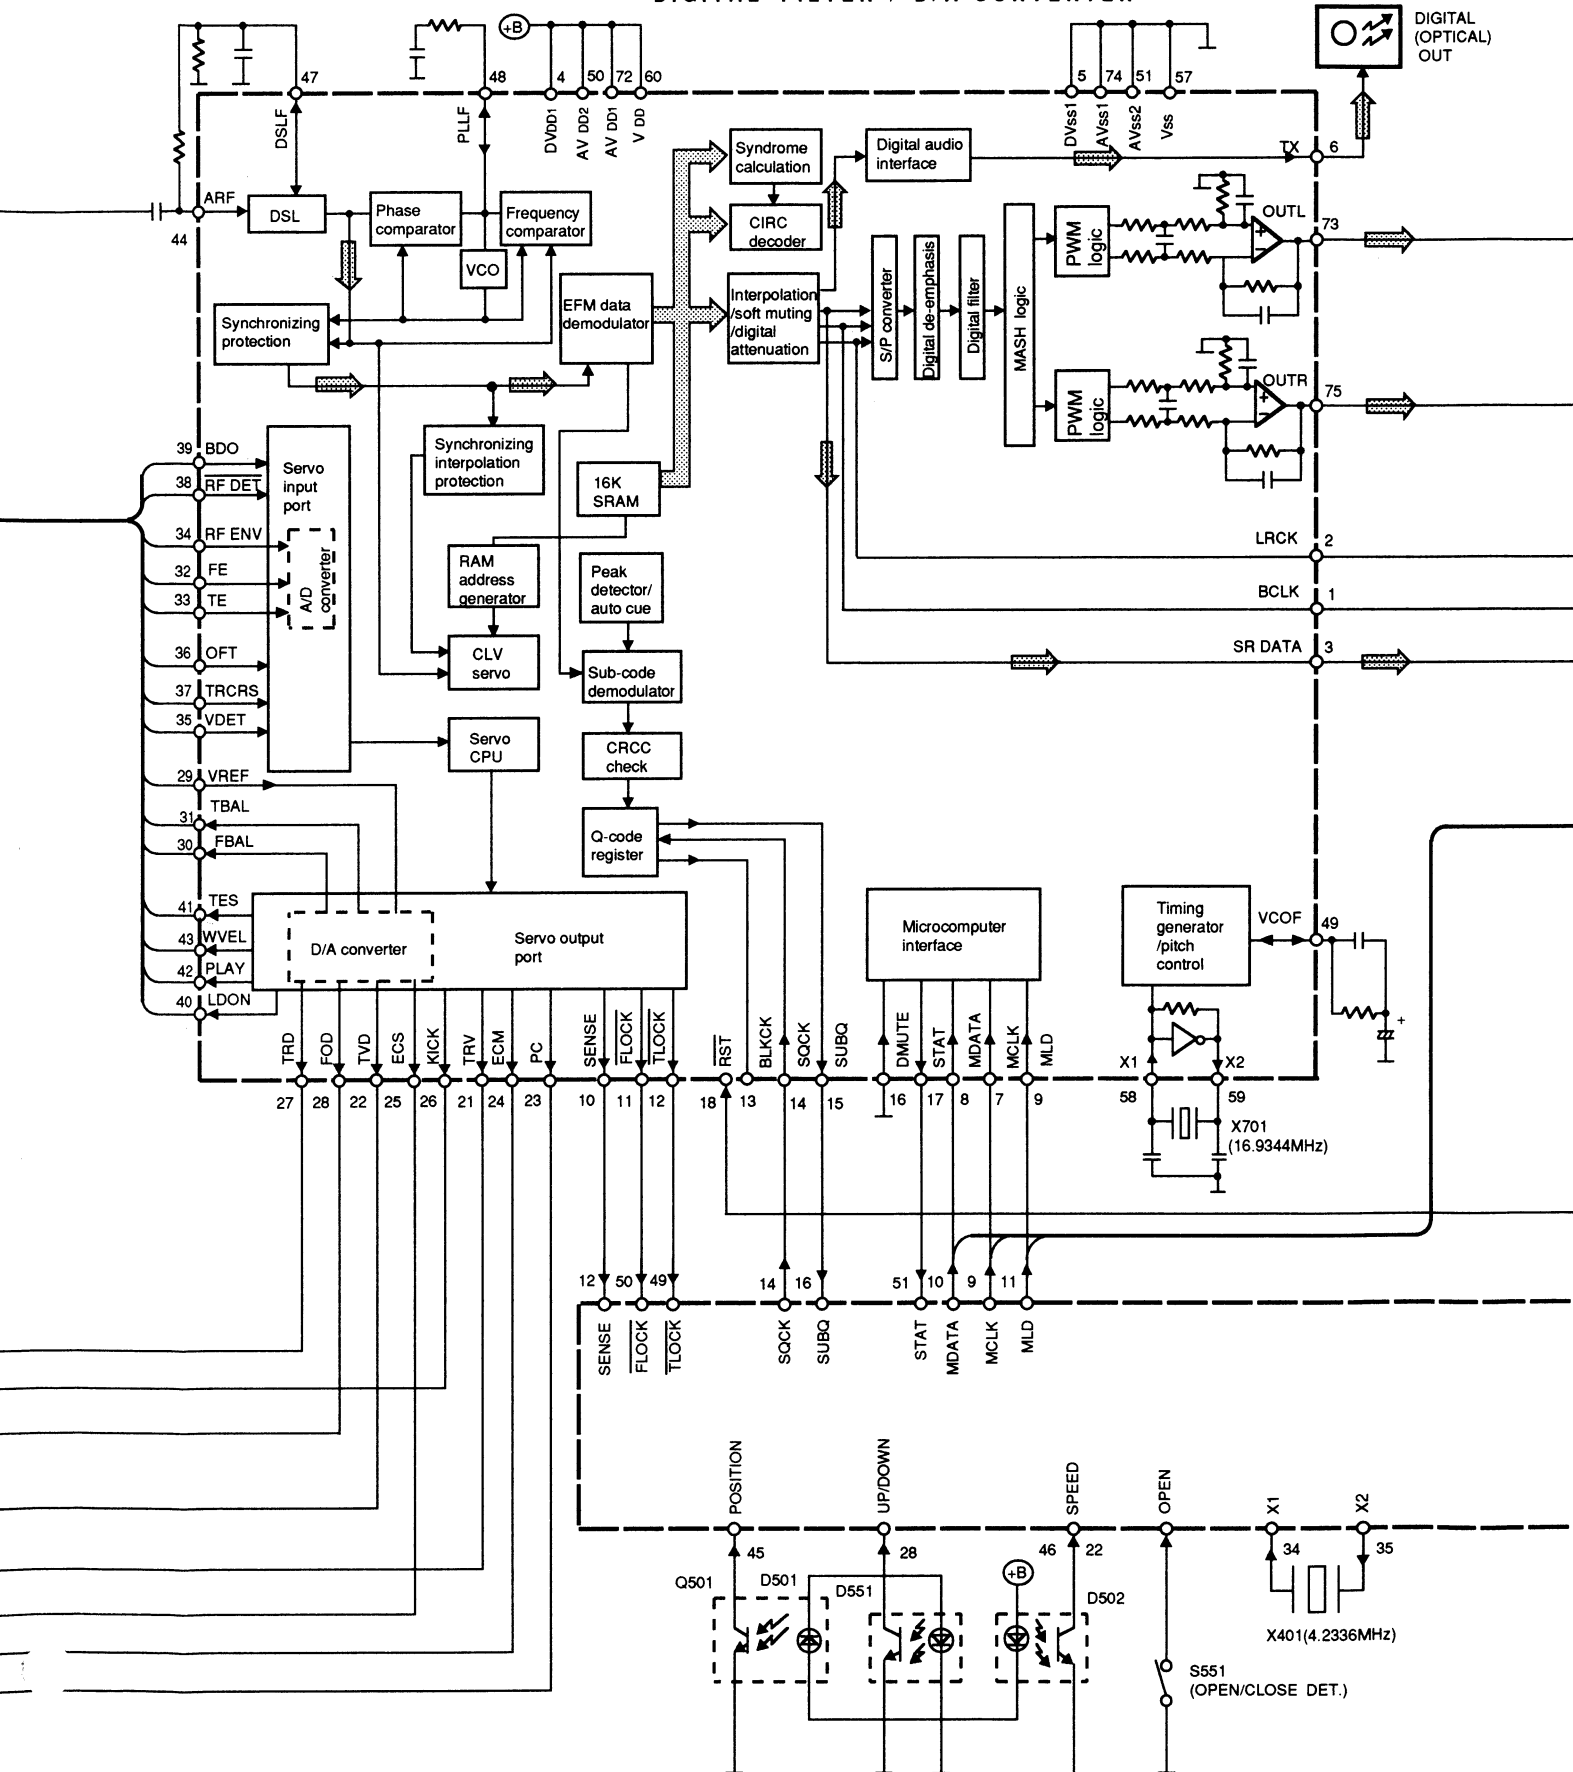 DIGITAL FILTER / D/A CONVERTER
DIGITAL
(OPTICAL)
OUT
+B
47
48
4
50
72
60
5
74
51
57
DSLF
PLLF
DVDD1
AV DD2
AV DD1
V DD
DVss1
AVss1
AVss2
Vss
TX
6
ARF
44
DSL
Phase
comparator
Frequency
comparator
VCO
Synchronizing
protection
EFM data
demodulator
Syndrome
calculation
CIRC
decoder
Digital audio
interface
Interpolation
/soft muting
/digital
attenuation
S/P converter
Digital de-emphasis
Digital filter
MASH logic
PWM
logic
OUTL
73
PWM
logic
OUTR
75
+
−
+
−
Synchronizing
interpolation
protection
16K
SRAM
RAM
address
generator
Peak
detector/
auto cue
CLV
servo
Sub-code
demodulator
CRCC
check
Q-code
register
Servo
CPU
39 BDO
38 RF DET
34 RF ENV
32 FE
33 TE
36 OFT
37 TRCRS
35 VDET
29 VREF
31 TBAL
30 FBAL
41 TES
43 WVEL
42 PLAY
40 LDON
Servo
input
port
A/D
converter
LRCK 2
BCLK 1
SR DATA 3
D/A converter
Servo output
port
Microcomputer
interface
Timing
generator
/pitch
control
VCOF
49
+
TRD
FOD
TVD
ECS
KICK
TRV
ECM
PC
SENSE
FLOCK
TLOCK
RST
BLKCK
SQCK
SUBQ
DMUTE
STAT
MDATA
MCLK
MLD
X1
X2
27
28
22
25
26
21
24
23
10
11
12
18
13
14
15
16
17
8
7
9
58
59
X701
(16.9344MHz)
12
50
49
14
16
51
10
9
11
SENSE
FLOCK
TLOCK
SQCK
SUBQ
STAT
MDATA
MCLK
MLD
POSITION
UP/DOWN
SPEED
OPEN
X1
X2
45
28
46
22
34
35
Q501
D501
D551
+B
D502
X401(4.2336MHz)
S551
(OPEN/CLOSE DET.)